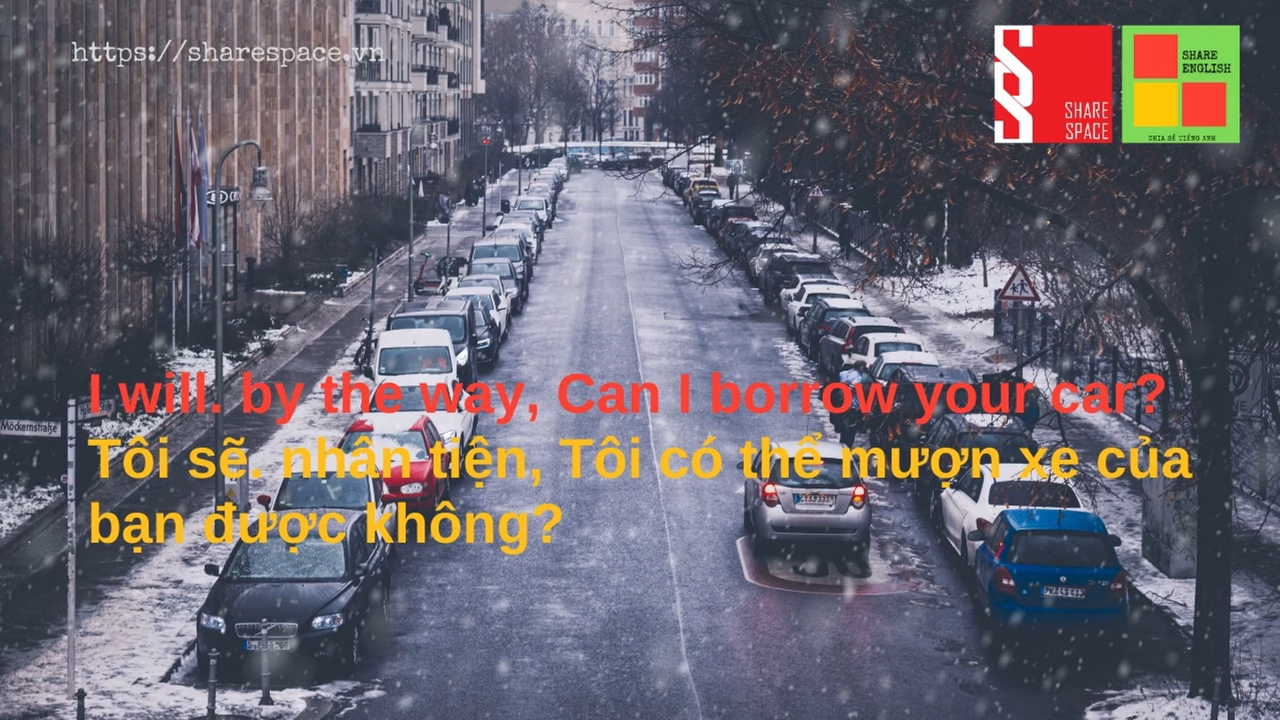 https://sharespace.vn
SHARE
SPACE
SHARE
ENGLISH
CHIA SẺ TIẾNG ANH
I will. by the way, Can I borrow your car?
Tôi sẽ. nhân tiện, Tôi có thể mượn xe của
bạn được không?
Möckernstraße